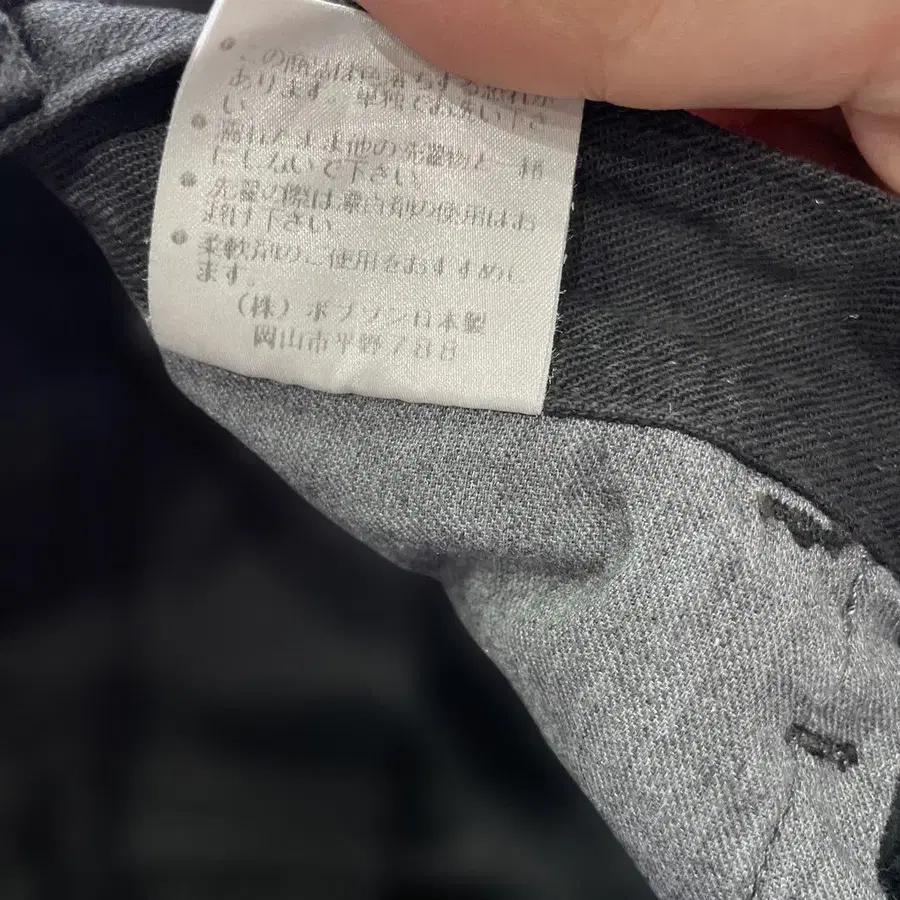 ● この商品は色落ちする恐れが
あります。単独でお洗い下さ
い。
● 濡れたまま他の洗濯物と一緒
にしないで下さい。
● 洗濯の際は漂白剤の使用はお
避け下さい。
● 柔軟剤のご使用をおすすめし
ます。
(株)ボブソン日本製
岡山市平野788